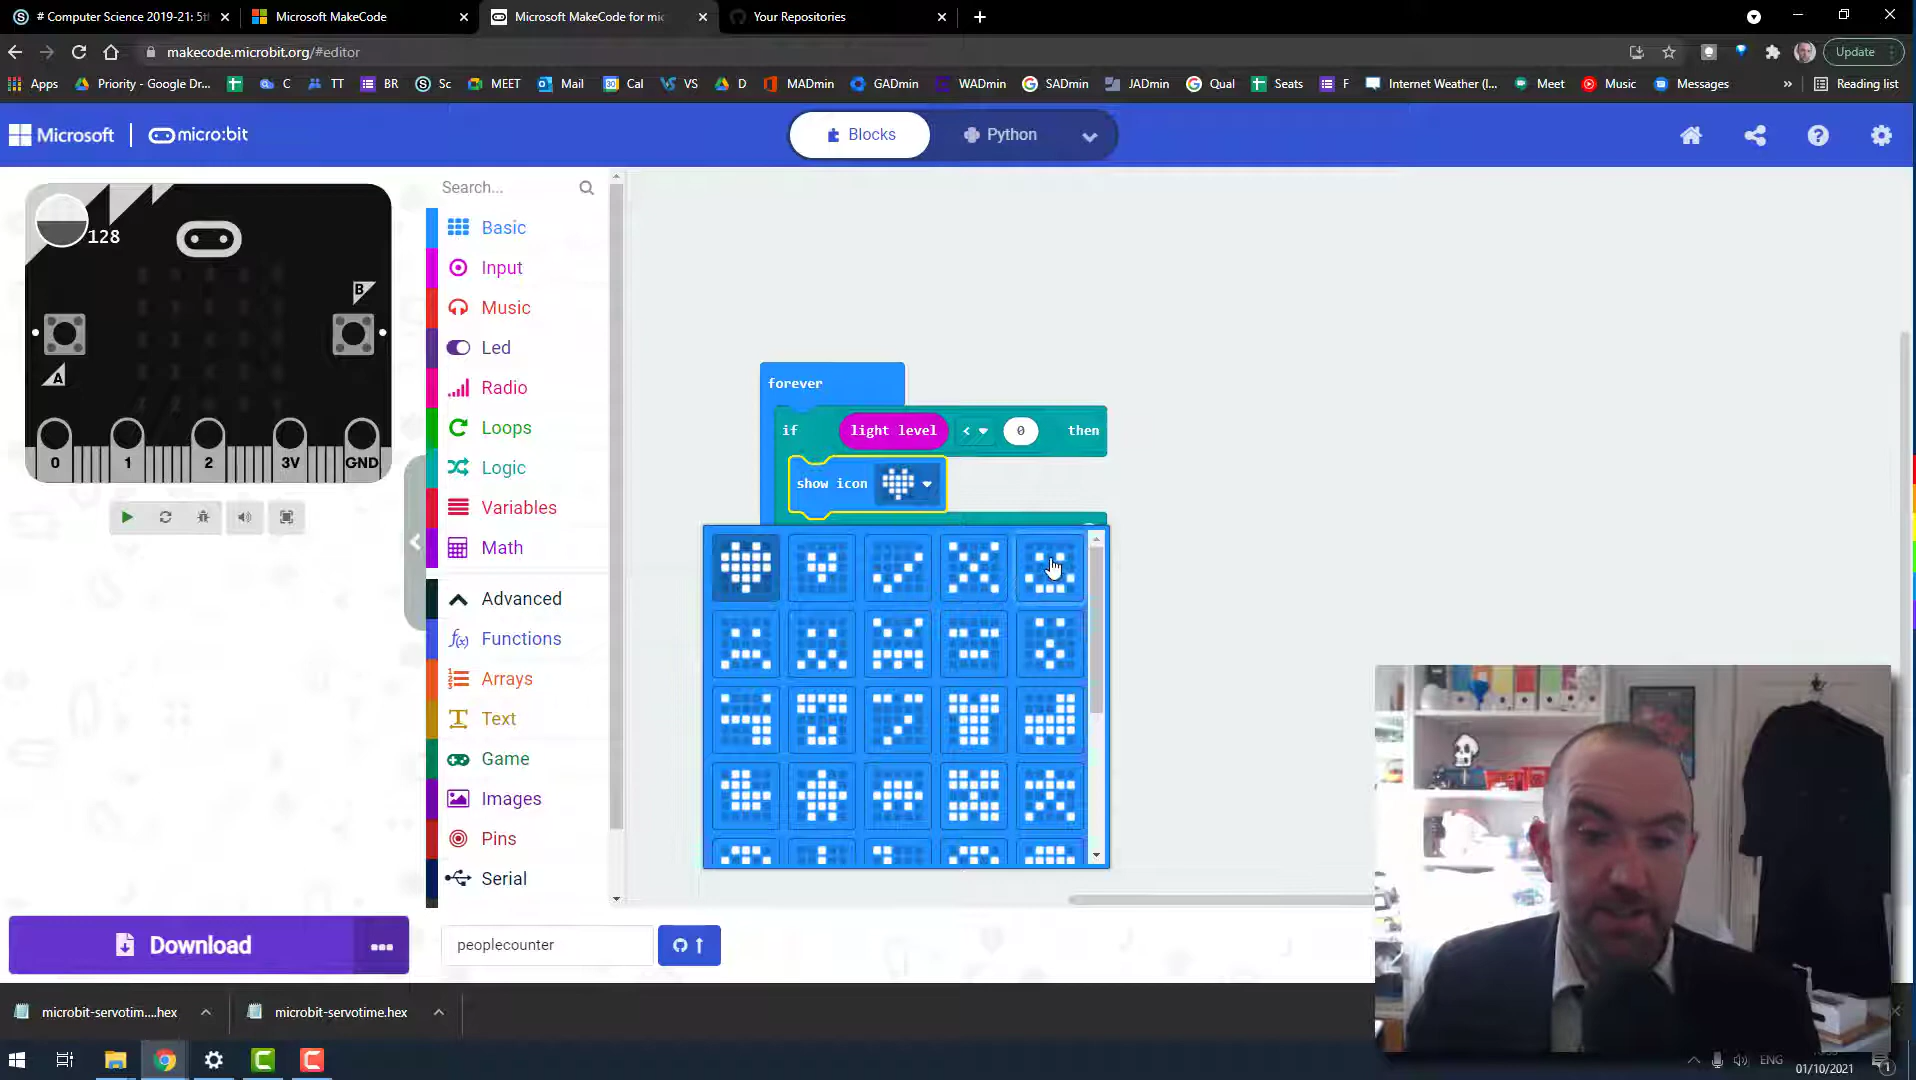 # Computer Science 2019-21: 5th
Microsoft MakeCode
Microsoft MakeCode for mic
Your Repositories
makecode.microbit.org/#editor
Update
Apps
Priority - Google Dr...
C
TT
BR
Sc
MEET
Mail
Cal
VS
D
MADmin
GADmin
WADmin
SADmin
JADmin
Qual
Seats
F
Internet Weather (I...
Meet
Music
Messages
»
Reading list
Microsoft
micro:bit
Blocks
Python
128
B
A
0
1
2
3V
GND
Search...
Basic
Input
Music
Led
Radio
Loops
Logic
Variables
Math
Advanced
Functions
Arrays
Text
Game
Images
Pins
Serial
forever
if light level < 0 then
show icon
Download
peoplecounter
microbit-servotim....hex
microbit-servotime.hex
ENG
01/10/2021